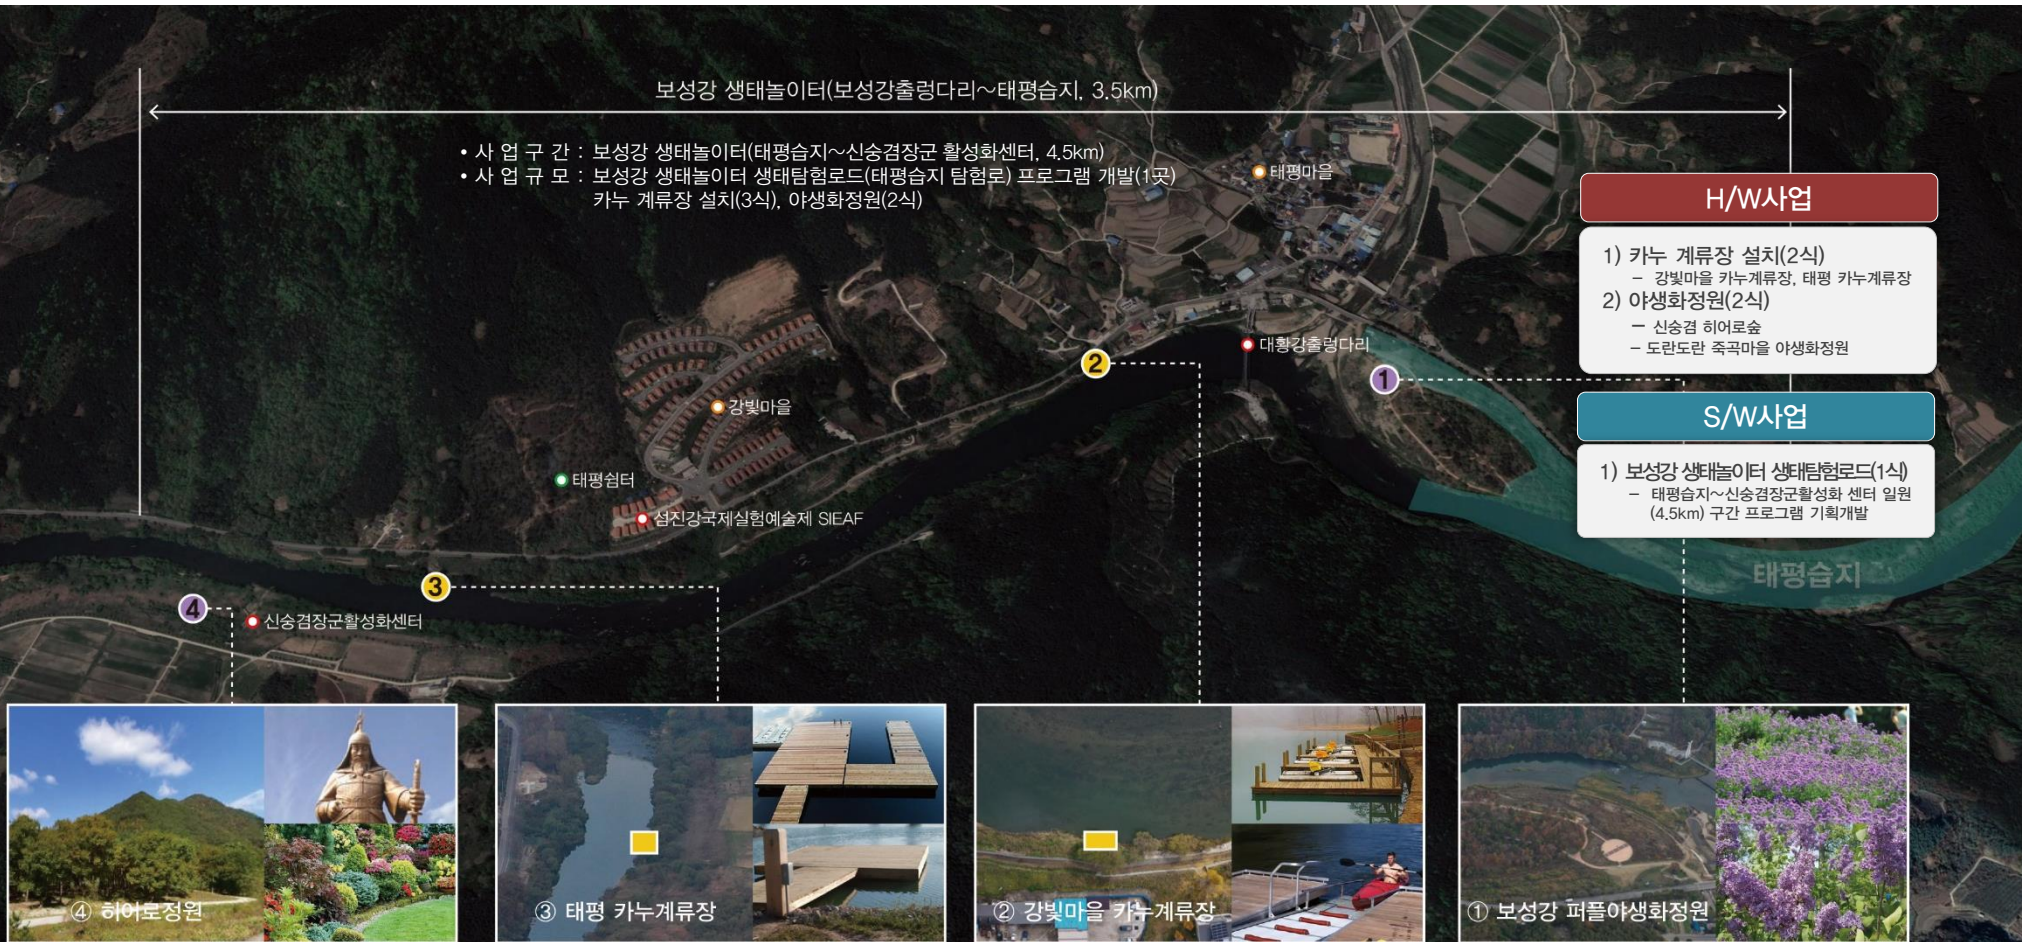 보성강 생태놀이터(보성강출렁다리~태평습지, 3.5km)
• 사 업 구 간 : 보성강 생태놀이터(태평습지~신숭겸장군 활성화센터, 4.5km)
• 사 업 규 모 : 보성강 생태놀이터 생태탐험로드(태평습지 탐험로) 프로그램 개발(1곳)
카누 계류장 설치(3식), 야생화정원(2식)
태평마을
H/W사업
1) 카누 계류장 설치(2식)
– 강빛마을 카누계류장, 태평 카누계류장
2) 야생화정원(2식)
– 신숭겸 히어로숲
– 도란도란 죽곡마을 야생화정원
대황강출렁다리
2
1
강빛마을
S/W사업
1) 보성강 생태놀이터 생태탐험로드(1식)
– 태평습지~신숭겸장군활성화 센터 일원
(4.5km) 구간 프로그램 기획개발
태평쉼터
섬진강국제실험예술제 SIEAF
태평습지
3
4
신숭겸장군활성화센터
④ 히어로정원
③ 태평 카누계류장
② 강빛마을 카누계류장
① 보성강 퍼플야생화정원